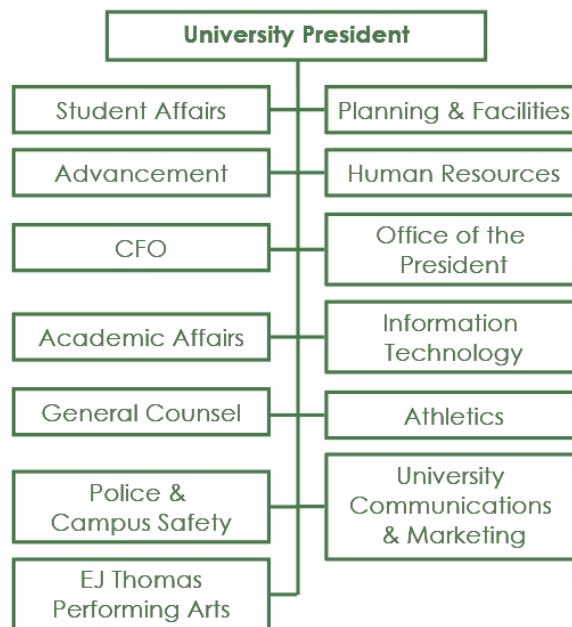 University President
Student Affairs
Planning & Facilities
Advancement
Human Resources
CFO
Office of the
President
Academic Affairs
Information
Technology
General Counsel
Athletics
Police &
Campus Safety
University
Communications
& Marketing
EJ Thomas
Performing Arts